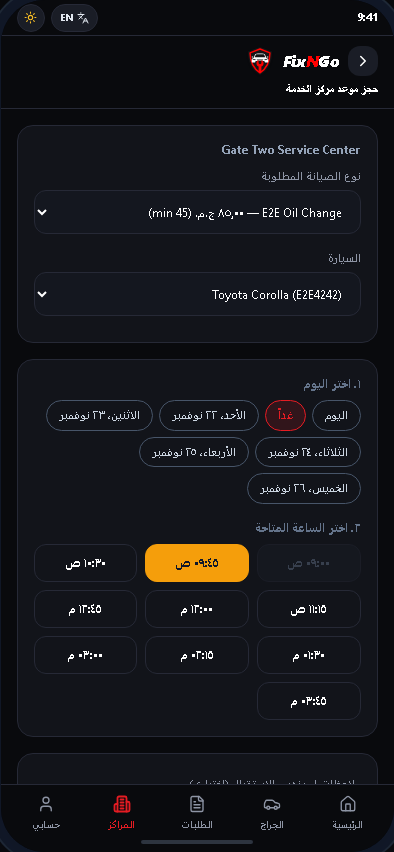 EN
9:41
FixNGo
حجز موعد مركز الخدمة
Gate Two Service Center
نوع الصيانة المطلوبة
E2E Oil Change — ٨٥٫٠٠ ج.م. (45 min)
السيارة
Toyota Corolla (E2E4242)
١. اختر اليوم
اليوم
غداً
الأحد، ٢٢ نوفمبر
الاثنين، ٢٣ نوفمبر
الثلاثاء، ٢٤ نوفمبر
الأربعاء، ٢٥ نوفمبر
الخميس، ٢٦ نوفمبر
٢. اختر الساعة المتاحة
٠٩:٠٠ ص
٠٩:٤٥ ص
١٠:٣٠ ص
١١:١٥ ص
١٢:٠٠ م
١٢:٤٥ م
٠١:٣٠ م
٠٢:١٥ م
٠٣:٠٠ م
٠٣:٤٥ م
الرئيسية
الجراج
الطلبات
المراكز
حسابي